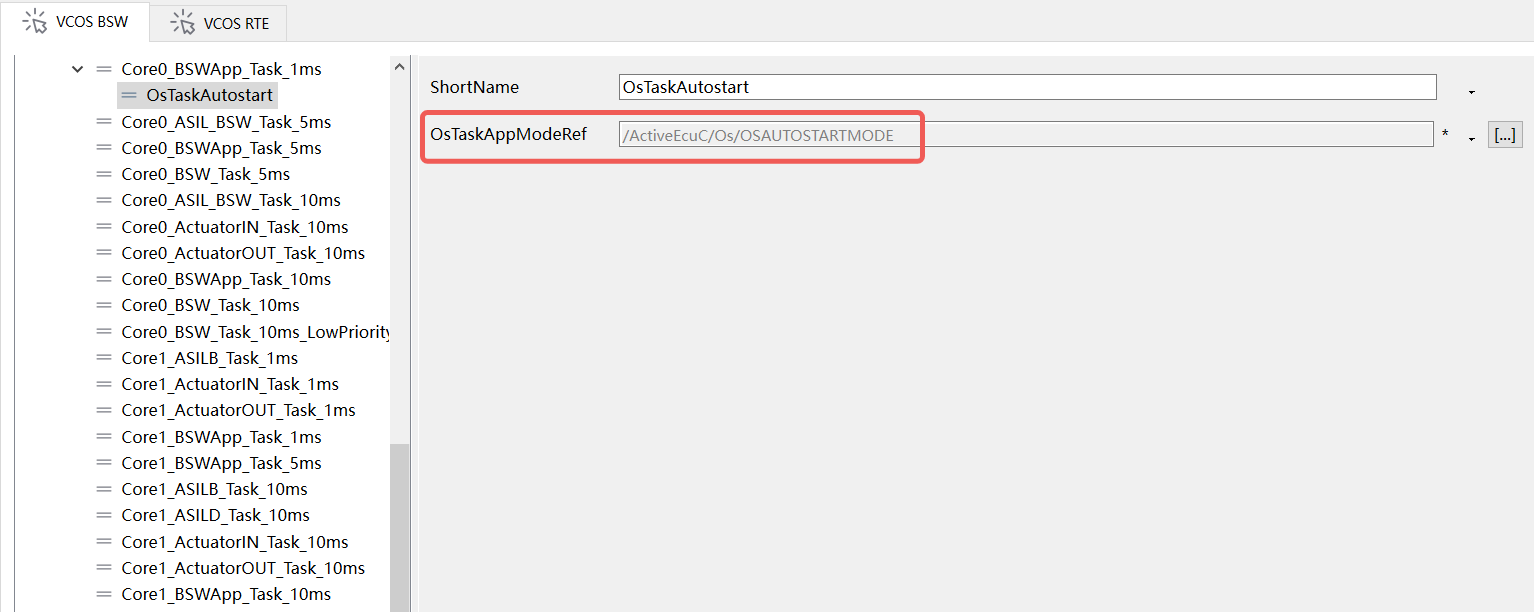 VCOS BSW
VCOS RTE
Core0_BSWApp_Task_1ms
OsTaskAutostart
Core0_ASIL_BSW_Task_5ms
Core0_BSWApp_Task_5ms
Core0_BSW_Task_5ms
Core0_ASIL_BSW_Task_10ms
Core0_ActuatorIN_Task_10ms
Core0_ActuatorOUT_Task_10ms
Core0_BSWApp_Task_10ms
Core0_BSW_Task_10ms
Core0_BSW_Task_10ms_LowPriority
Core1_ASILB_Task_1ms
Core1_ActuatorIN_Task_1ms
Core1_ActuatorOUT_Task_1ms
Core1_BSWApp_Task_1ms
Core1_BSWApp_Task_5ms
Core1_ASILB_Task_10ms
Core1_ASILD_Task_10ms
Core1_ActuatorIN_Task_10ms
Core1_ActuatorOUT_Task_10ms
Core1_BSWApp_Task_10ms
ShortName OsTaskAutostart
OsTaskAppModeRef /ActiveEcuC/Os/OSAUTOSTARTMODE * [...]